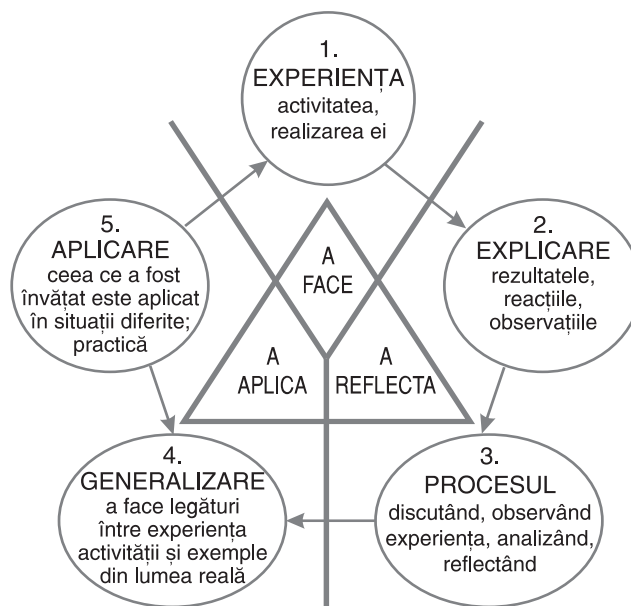 1.
EXPERIENȚA
activitatea,
realizarea ei
2.
EXPLICARE
rezultatele,
reacțiile,
observațiile
3.
PROCESUL
discutând, observând
experiența, analizând,
reflectând
4.
GENERALIZARE
a face legături
între experiența
activității și exemple
din lumea reală
5.
APLICARE
ceea ce a fost
învățat este aplicat
în situații diferite;
practică
A
FACE
A
APLICA
A
REFLECTA